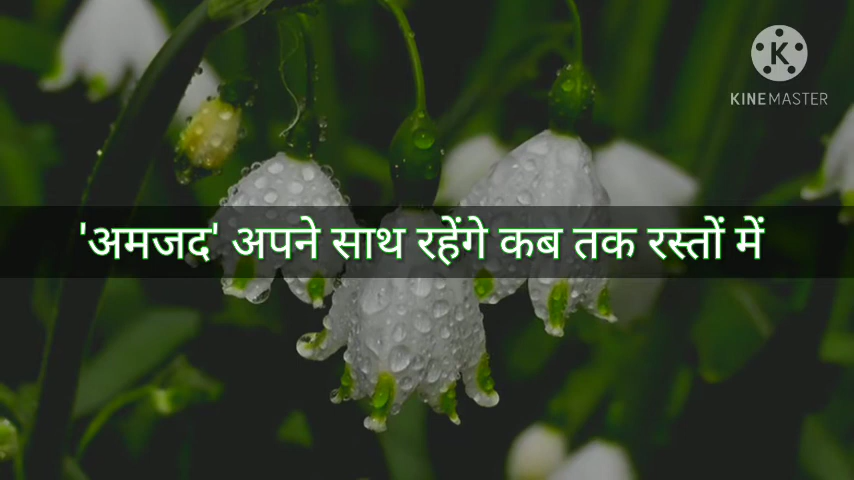 KINEMASTER
'अमजद' अपने साथ रहेंगे कब तक रस्तों में